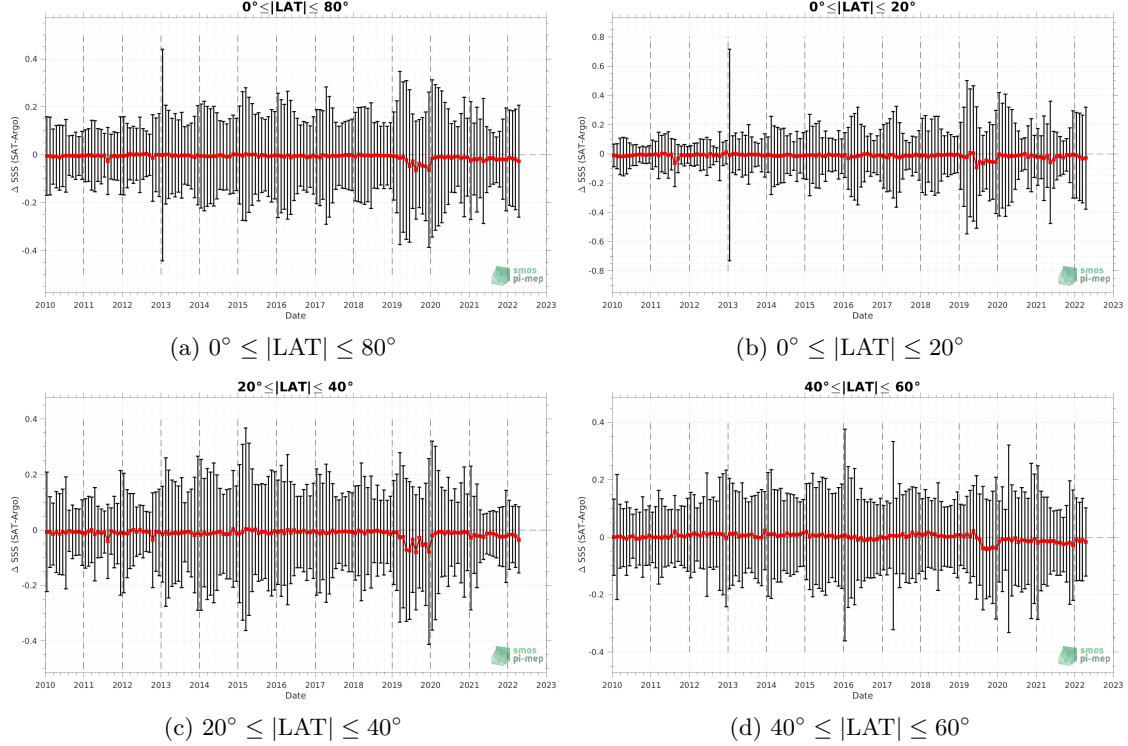 0°≤|LAT|≤ 80°
Δ SSS (SAT-Argo)
0.4
0.2
0
-0.2
-0.4
2010 2011 2012 2013 2014 2015 2016 2017 2018 2019 2020 2021 2022 2023
Date
smos
pi-mep
(a) 0° ≤ |LAT| ≤ 80°
0°≤|LAT|≤ 20°
Δ SSS (SAT-Argo)
0.8
0.6
0.4
0.2
0
-0.2
-0.4
-0.6
-0.8
2010 2011 2012 2013 2014 2015 2016 2017 2018 2019 2020 2021 2022 2023
Date
smos
pi-mep
(b) 0° ≤ |LAT| ≤ 20°
20°≤|LAT|≤ 40°
Δ SSS (SAT-Argo)
0.4
0.2
0
-0.2
-0.4
2010 2011 2012 2013 2014 2015 2016 2017 2018 2019 2020 2021 2022 2023
Date
smos
pi-mep
(c) 20° ≤ |LAT| ≤ 40°
40°≤|LAT|≤ 60°
Δ SSS (SAT-Argo)
0.4
0.2
0
-0.2
-0.4
2010 2011 2012 2013 2014 2015 2016 2017 2018 2019 2020 2021 2022 2023
Date
smos
pi-mep
(d) 40° ≤ |LAT| ≤ 60°